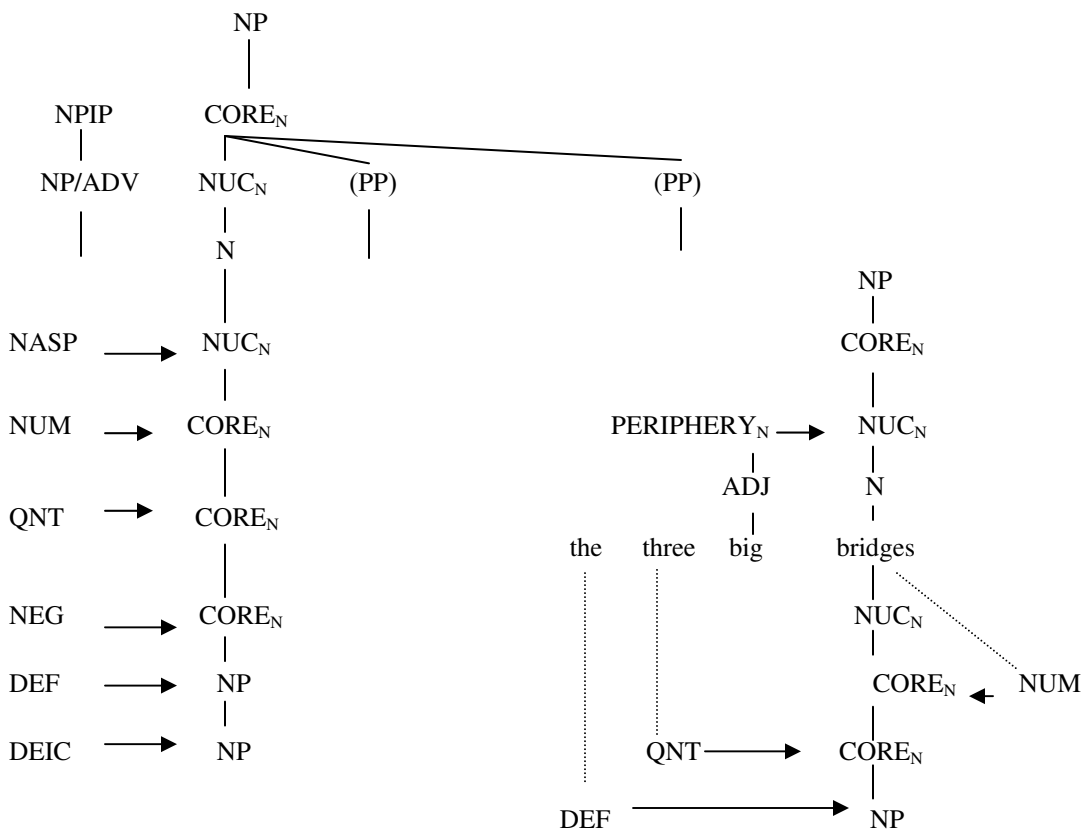 NP
NPIP CORE_N
NP/ADV NUC_N (PP) (PP)
N
NP
NASP NUC_N CORE_N
NUM CORE_N PERIPHERY_N NUC_N
ADJ N
QNT CORE_N
the three big bridges
NEG CORE_N NUC_N
DEF NP CORE_N NUM
DEIC NP QNT CORE_N
DEF NP